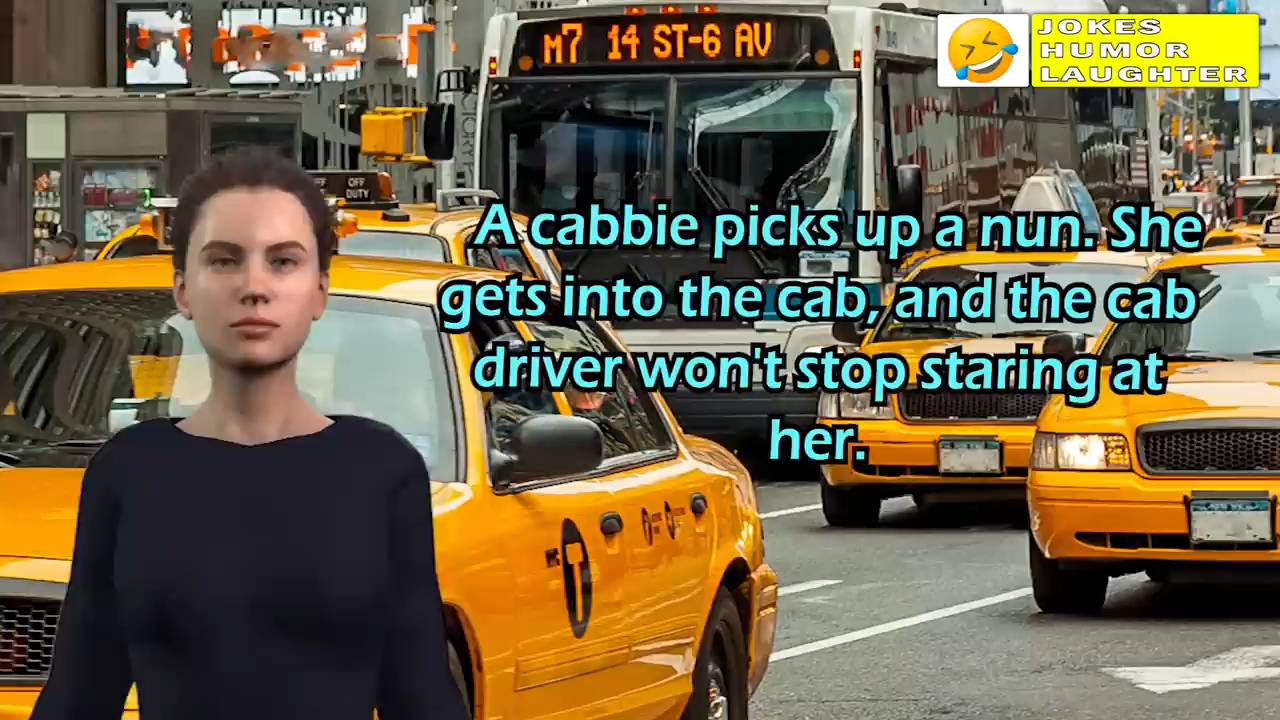 M7 14 ST-6 AV
JOKES
HUMOR
LAUGHTER
OFF
DUTY
A cabbie picks up a nun. She
gets into the cab, and the cab
driver won't stop staring at
her.
NYC T